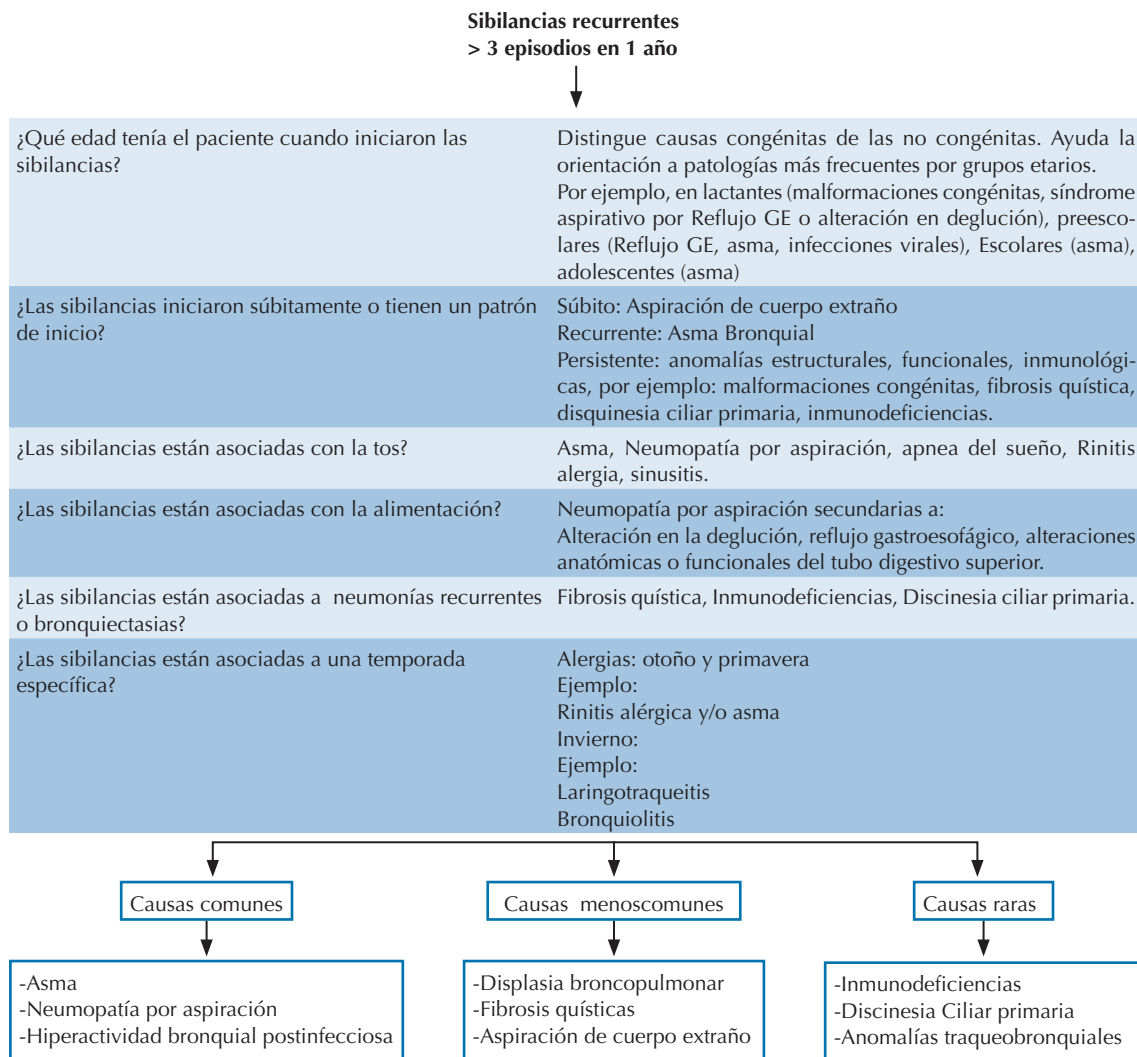 Sibilancias recurrentes
> 3 episodios en 1 año
¿Qué edad tenía el paciente cuando iniciaron las
sibilancias?
Distingue causas congénitas de las no congénitas. Ayuda la
orientación a patologías más frecuentes por grupos etarios.
Por ejemplo, en lactantes (malformaciones congénitas, síndrome
aspirativo por Reflujo GE o alteración en deglución), preesco-
lares (Reflujo GE, asma, infecciones virales), Escolares (asma),
adolescentes (asma)
¿Las sibilancias iniciaron súbitamente o tienen un patrón
de inicio?
Súbito: Aspiración de cuerpo extraño
Recurrente: Asma Bronquial
Persistente: anomalías estructurales, funcionales, inmunológi-
cas, por ejemplo: malformaciones congénitas, fibrosis quística,
disquinesia ciliar primaria, inmunodeficiencias.
¿Las sibilancias están asociadas con la tos?
Asma, Neumopatía por aspiración, apnea del sueño, Rinitis
alergia, sinusitis.
¿Las sibilancias están asociadas con la alimentación?
Neumopatía por aspiración secundarias a:
Alteración en la deglución, reflujo gastroesofágico, alteraciones
anatómicas o funcionales del tubo digestivo superior.
¿Las sibilancias están asociadas a neumonías recurrentes
o bronquiectasias?
Fibrosis quística, Inmunodeficiencias, Discinesia ciliar primaria.
¿Las sibilancias están asociadas a una temporada
específica?
Alergias: otoño y primavera
Ejemplo:
Rinitis alérgica y/o asma
Invierno:
Ejemplo:
Laringotraqueitis
Bronquiolitis
Causas comunes
Causas menoscomunes
Causas raras
-Asma
-Neumopatía por aspiración
-Hiperactividad bronquial postinfecciosa
-Displasia broncopulmonar
-Fibrosis quísticas
-Aspiración de cuerpo extraño
-Inmunodeficiencias
-Discinesia Ciliar primaria
-Anomalías traqueobronquiales